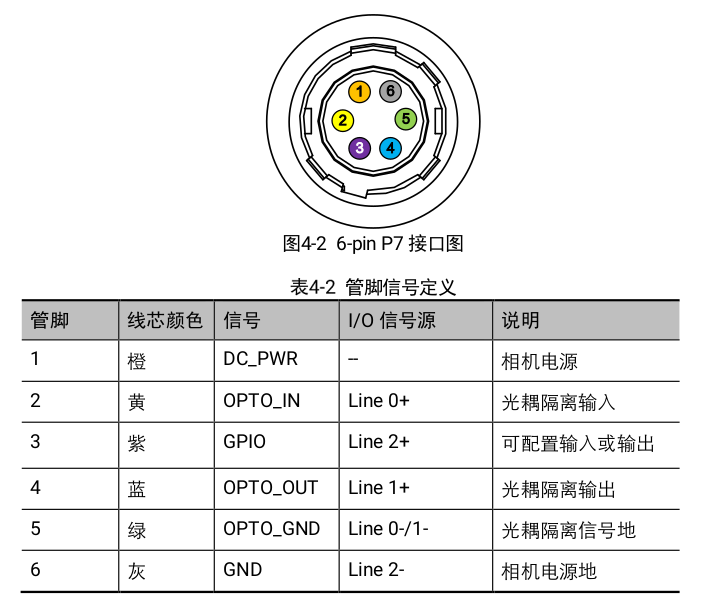 1 6
2 5
3 4
图4-2 6-pin P7 接口图
表4-2 管脚信号定义
管脚 线芯颜色 信号 I/O 信号源 说明
1 橙 DC_PWR -- 相机电源
2 黄 OPTO_IN Line 0+ 光耦隔离输入
3 紫 GPIO Line 2+ 可配置输入或输出
4 蓝 OPTO_OUT Line 1+ 光耦隔离输出
5 绿 OPTO_GND Line 0-/1- 光耦隔离信号地
6 灰 GND Line 2- 相机电源地